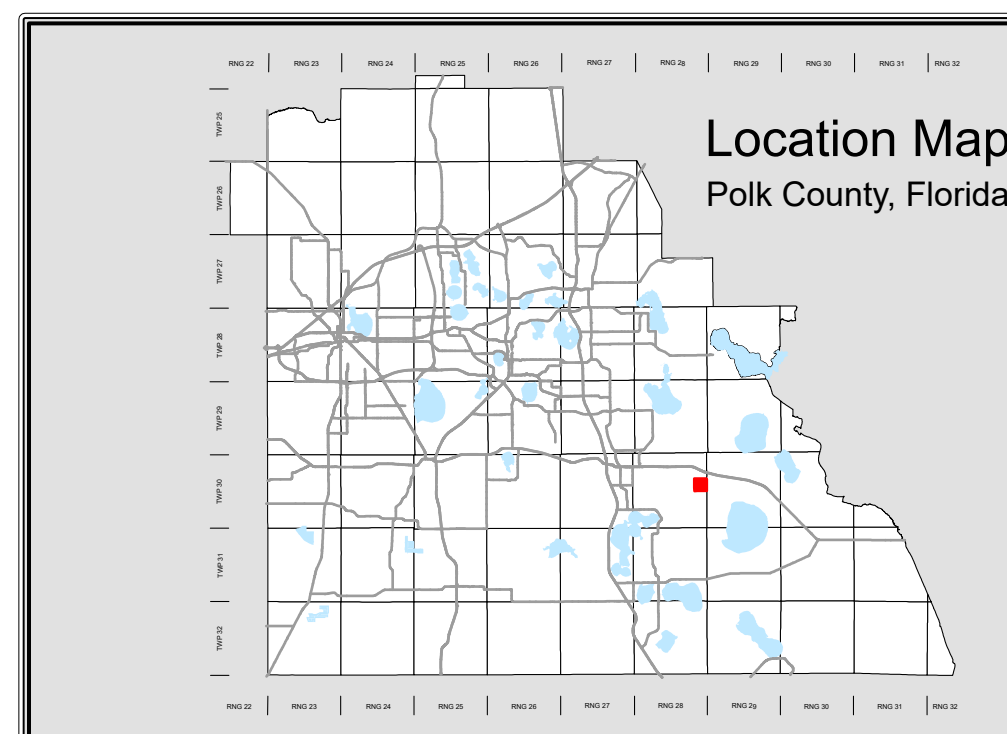 RNG 22 RNG 23 RNG 24 RNG 25 RNG 26 RNG 27 RNG 28 RNG 29 RNG 30 RNG 31 RNG 32
Location Map
Polk County, Florida
TWP 25
TWP 26
TWP 27
TWP 28
TWP 29
TWP 30
TWP 31
TWP 32
RNG 22 RNG 23 RNG 24 RNG 25 RNG 26 RNG 27 RNG 28 RNG 29 RNG 30 RNG 31 RNG 32